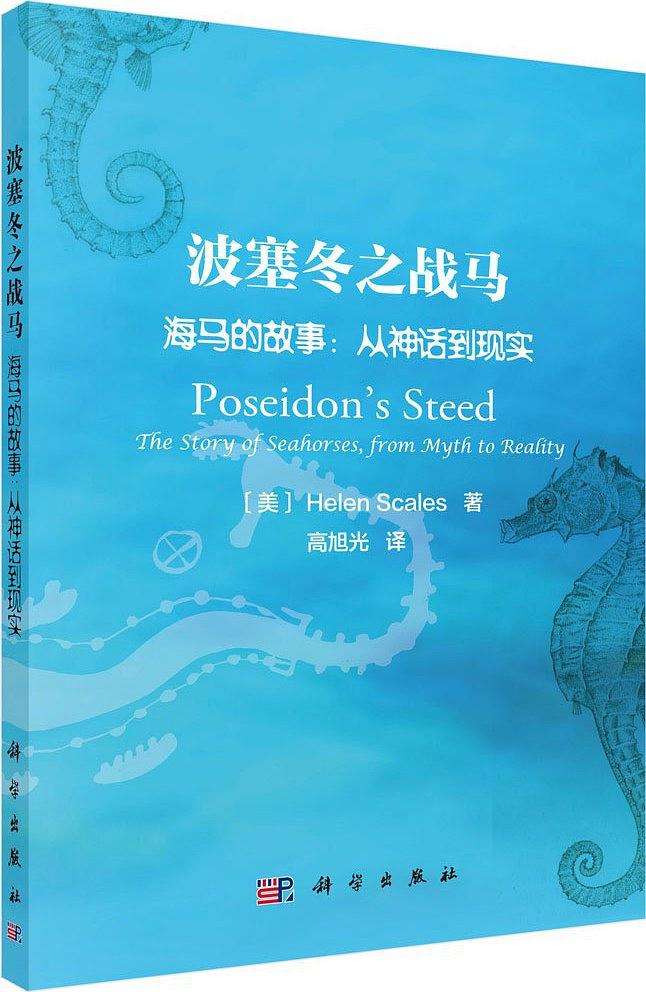 波塞冬之战马
海马的故事：从神话到现实
Poseidon's Steed
The Story of Seahorses, from Myth to Reality
［美］Helen Scales 著
高旭光 译
科学出版社
波塞冬之战马 海马的故事：从神话到现实 科学出版社